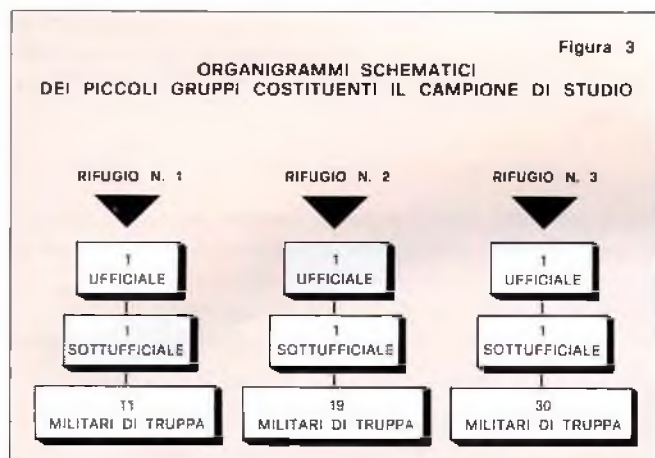 Figura 3
ORGANIGRAMMI SCHEMATICI
DEI PICCOLI GRUPPI COSTITUENTI IL CAMPIONE DI STUDIO
RIFUGIO N. 1
RIFUGIO N. 2
RIFUGIO N. 3
1
UFFICIALE
1
UFFICIALE
1
UFFICIALE
1
SOTTUFFICIALE
1
SOTTUFFICIALE
1
SOTTUFFICIALE
11
MILITARI DI TRUPPA
19
MILITARI DI TRUPPA
30
MILITARI DI TRUPPA